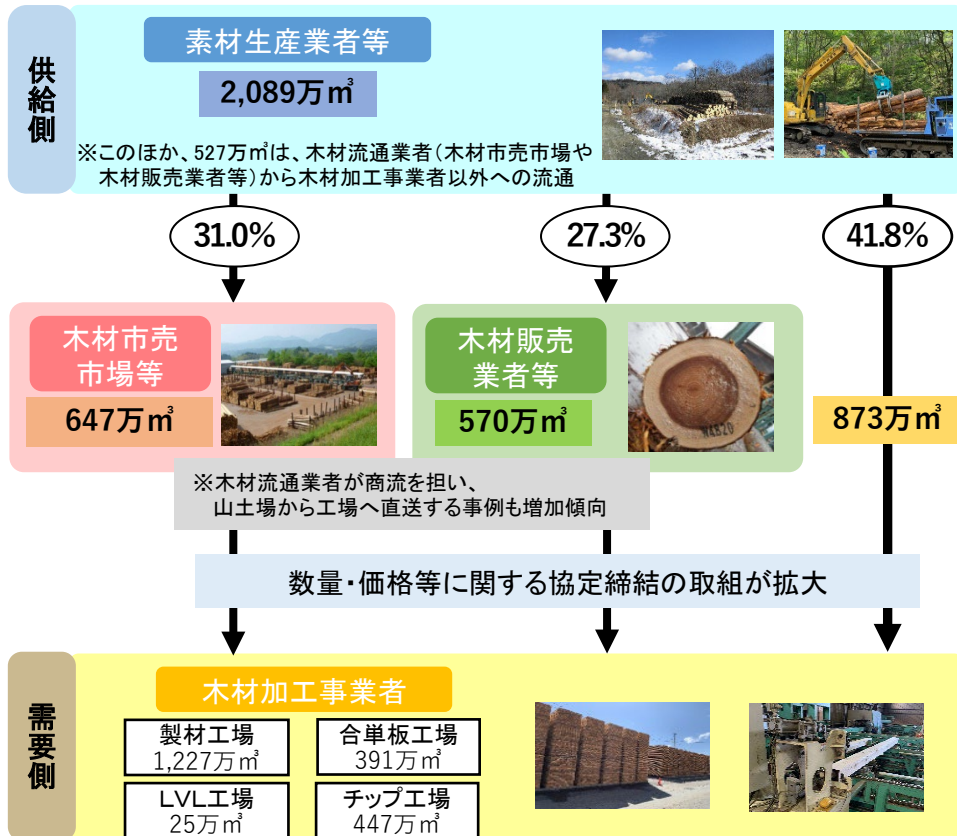 供給側
素材生産業者等
2,089万㎥
※このほか、527万㎥は、木材流通業者（木材市売市場や
木材販売業者等）から木材加工事業者以外への流通
31.0%
27.3%
41.8%
木材市売
市場等
647万㎥
木材販売
業者等
570万㎥
873万㎥
※木材流通業者が商流を担い、
山土場から工場へ直送する事例も増加傾向
数量・価格等に関する協定締結の取組が拡大
需要側
木材加工事業者
製材工場
1,227万㎥
合単板工場
391万㎥
LVL工場
25万㎥
チップ工場
447万㎥